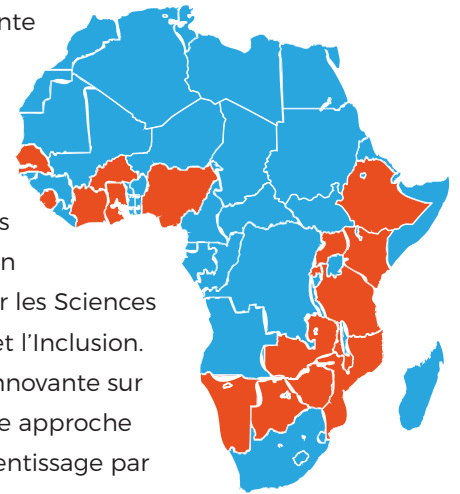 nte
s
n
r les Sciences
et l’Inclusion.
nnovante sur
e approche
entissage par